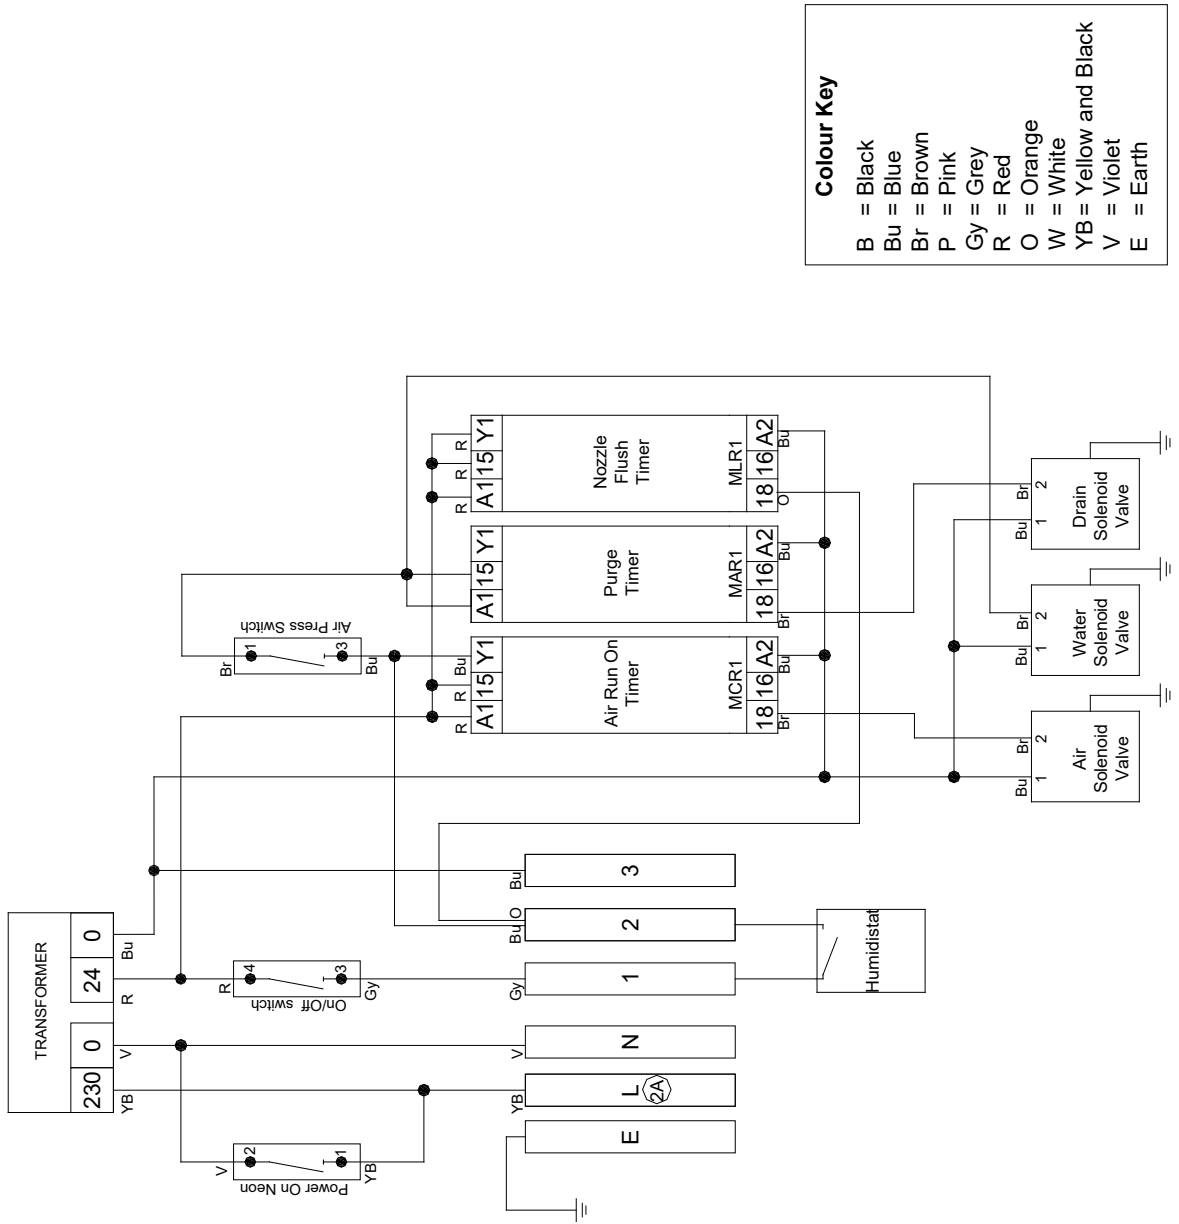 TRANSFORMER
230
0
24
0
YB
V
R
Bu
V
2
1
YB
Power On Neon
R
4
3
Gy
On/Off switch
Br
1
3
Bu
Air Press Switch
E
YB
L
2A
V
N
Gy
1
Bu
O
2
Bu
3
Humidistat
R
R
Bu
A1
15
Y1
Air Run On
Timer
MCR1
18
16
A2
Br
Bu
A1
15
Y1
Purge
Timer
MAR1
18
16
A2
Br
Bu
R
R
R
A1
15
Y1
Nozzle
Flush
Timer
MLR1
18
16
A2
O
Bu
Bu
Br
1
2
Air
Solenoid
Valve
Bu
Br
1
2
Water
Solenoid
Valve
Bu
Br
1
2
Drain
Solenoid
Valve
Colour Key
B = Black
Bu = Blue
Br = Brown
P = Pink
Gy = Grey
R = Red
O = Orange
W = White
YB = Yellow and Black
V = Violet
E = Earth